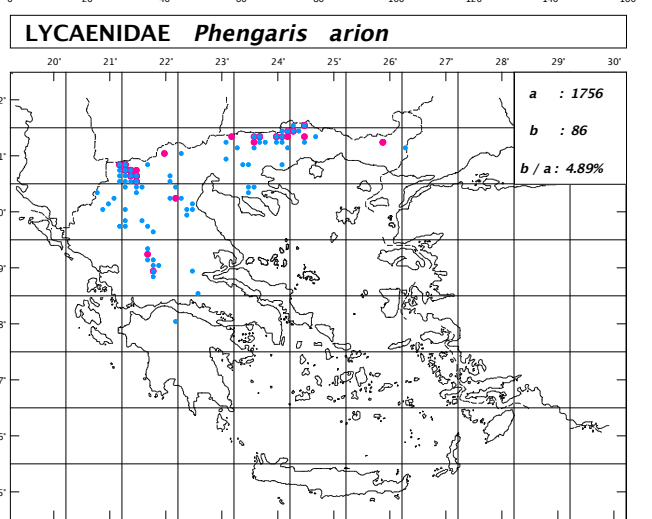 LYCAENIDAE Phengaris arion
20' 21' 22' 23' 24' 25' 26' 27' 28' 29' 30'
a : 1756
b : 86
b / a : 4.89%